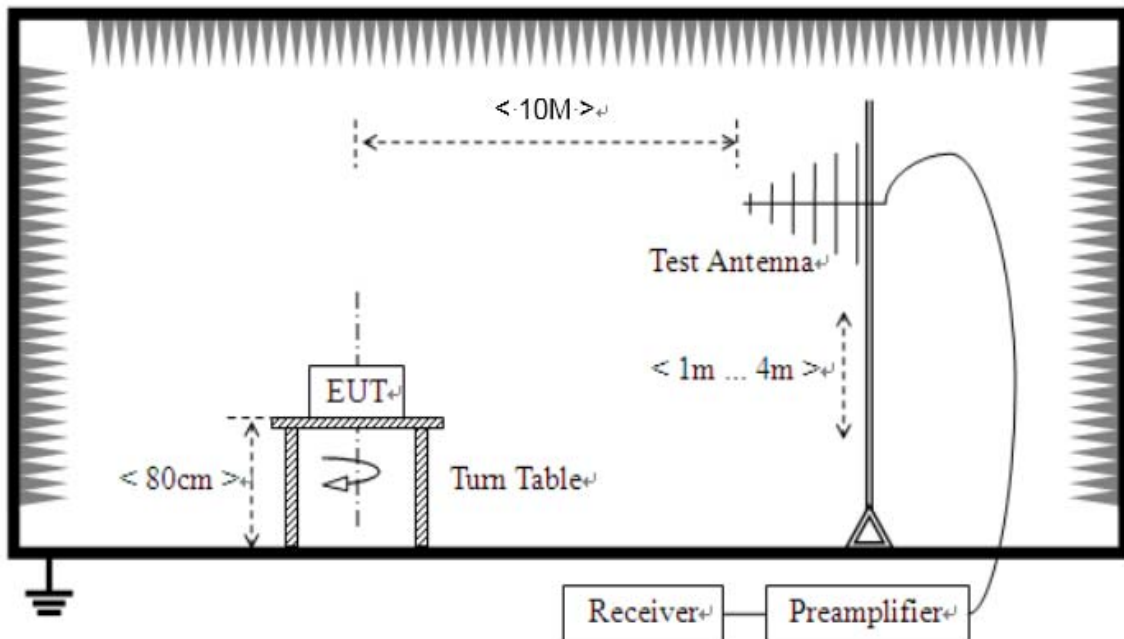 < 10M >
Test Antenna
< 1m ... 4m >
EUT
< 80cm >
Turn Table
Receiver
Preamplifier